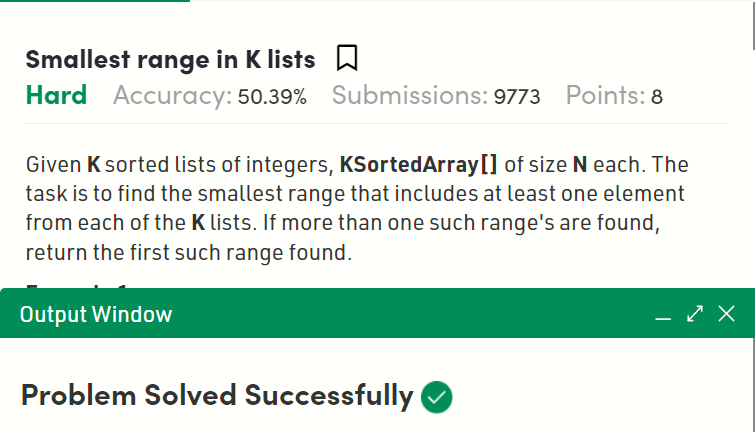 Smallest range in K lists
Hard Accuracy: 50.39% Submissions: 9773 Points: 8
Given K sorted lists of integers, KSortedArray[] of size N each. The
task is to find the smallest range that includes at least one element
from each of the K lists. If more than one such range's are found,
return the first such range found.
Output Window
Problem Solved Successfully